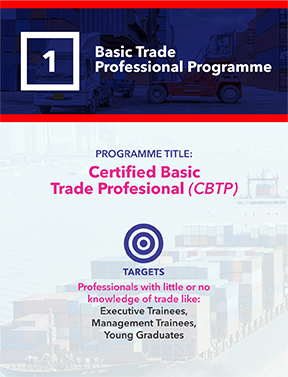 1
Basic Trade
Professional Programme
PROGRAMME TITLE:
Certified Basic
Trade Profesional (CBTP)
TARGETS
Professionals with little or no
knowledge of trade like:
Executive Trainees,
Management Trainees,
Young Graduates